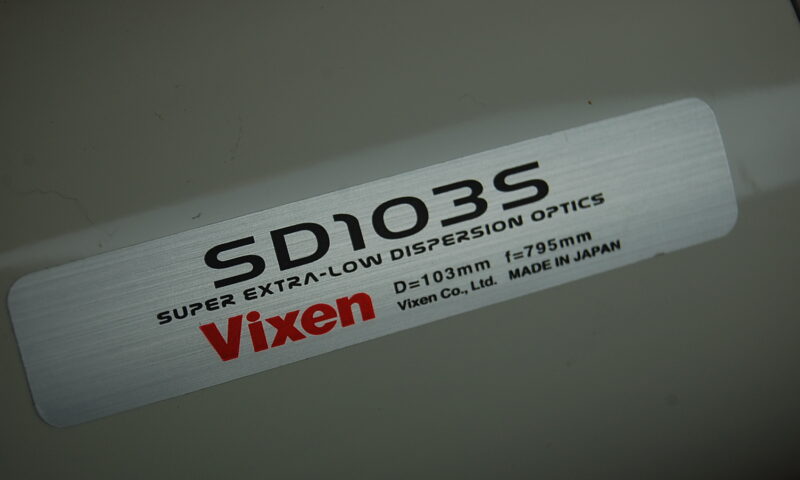 SD103S
SUPER EXTRA-LOW DISPERSION OPTICS
Vixen
D=103mm f=795mm
Vixen Co., Ltd. MADE IN JAPAN